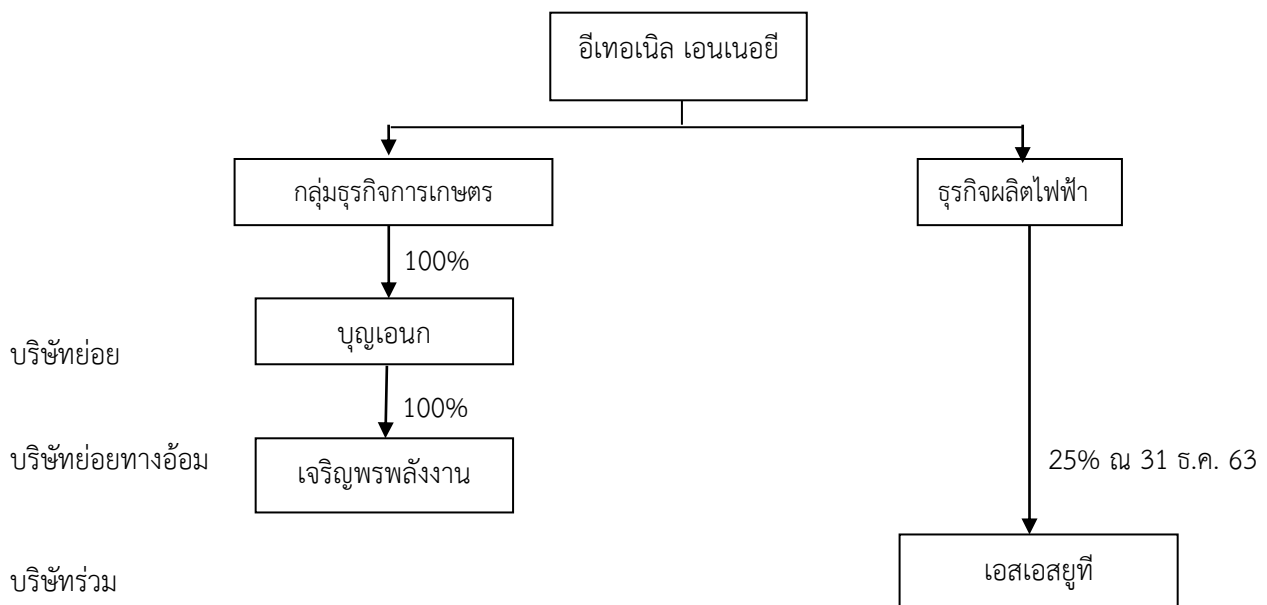 อีเทอเนิล เอนเนอยี
กลุ่มธุรกิจการเกษตร
ธุรกิจผลิตไฟฟ้า
100%
บุญเอนก
บริษัทย่อย
100%
บริษัทย่อยทางอ้อม
เจริญพรพลังงาน
25% ณ 31 ธ.ค. 63
บริษัทร่วม
เอสเอสยูที